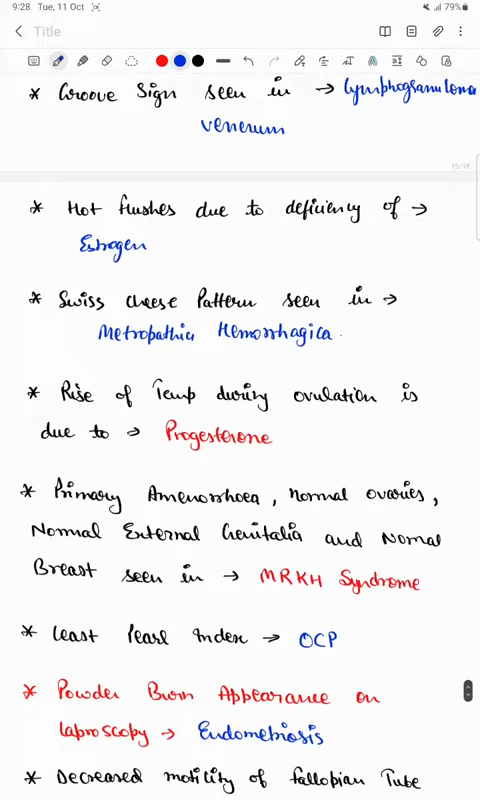 9:28 Tue, 11 Oct 79%
Title
* Groove Sign seen in → Lymphogranuloma
venerum
15/16
* Hot flushes due to deficiency of →
Estrogen
* Swiss cheese Pattern seen in →
Metropathia Hemorrhagica.
* Rise of Temp during ovulation is
due to → Progesterone
* Primary Amenorrhoea, Normal ovaries,
Normal External Genitalia and Normal
Breast seen in → MRKH Syndrome
* Least Pearl Index → OCP
* Powder Burn Appearance on
laproscopy → Endometriosis
* Decreased motility of fallopian Tube